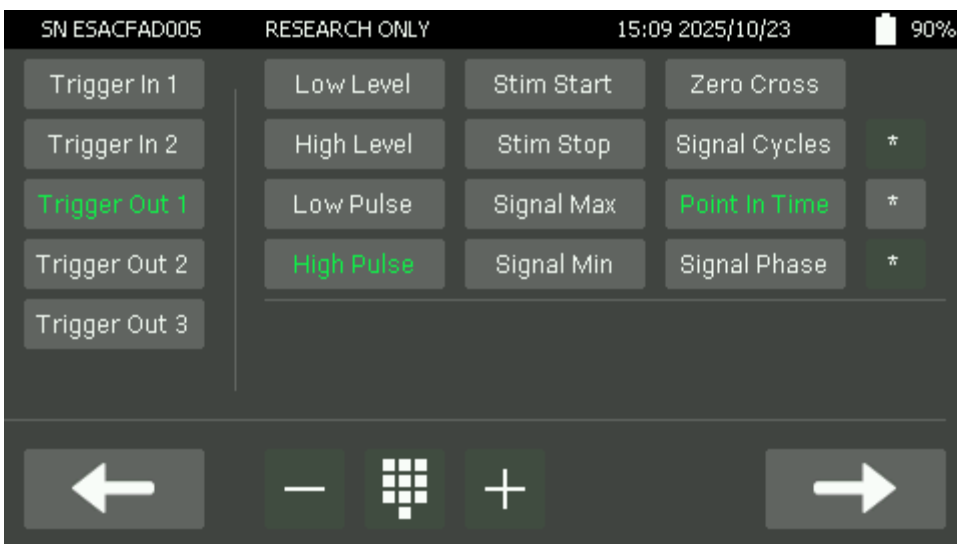 SN ESACFAD005 RESEARCH ONLY 15:09 2025/10/23 90%
Trigger In 1 Low Level Stim Start Zero Cross
Trigger In 2 High Level Stim Stop Signal Cycles *
Trigger Out 1 Low Pulse Signal Max Point In Time *
Trigger Out 2 High Pulse Signal Min Signal Phase *
Trigger Out 3